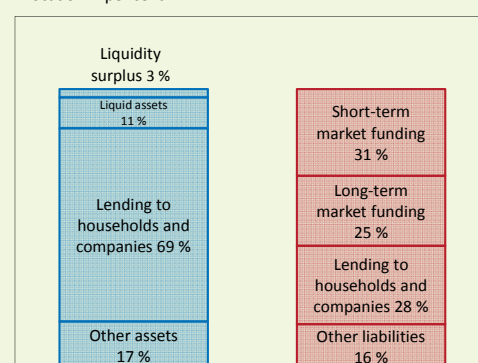 Liquidity
surplus 3 %
Liquid assets
11 %
Lending to
households and
companies 69 %
Other assets
17 %
Short-term
market funding
31 %
Long-term
market funding
25 %
Lending to
households and
companies 28 %
Other liabilities
16 %